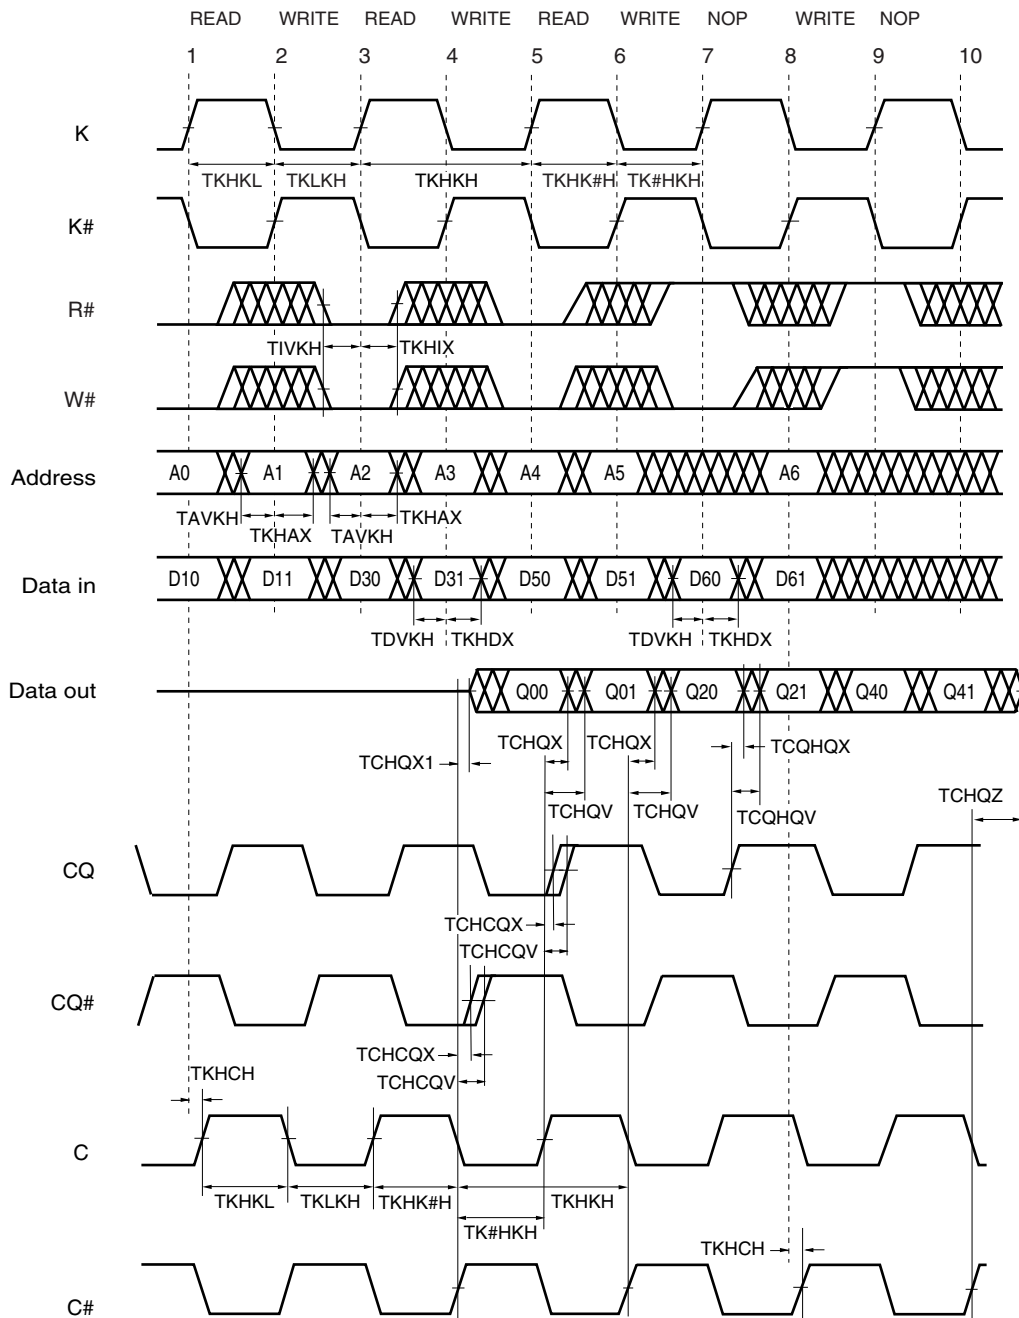 READ WRITE READ WRITE READ WRITE NOP WRITE NOP
1 2 3 4 5 6 7 8 9 10
K
TKHKL TKLKH TKHKH TKHK#H TK#HKH
K#
R#
TIVKH TKHIX
W#
Address A0 A1 A2 A3 A4 A5 A6
TAVKH TKHAX TAVKH TKHAX
Data in D10 D11 D30 D31 D50 D51 D60 D61
TDVKH TKHDX TDVKH TKHDX
Data out Q00 Q01 Q20 Q21 Q40 Q41
TCHQX1 TCHQX TCHQX TCQHQX
TCHQV TCHQV TCQHQV TCHQZ
CQ
TCHCQX
TCHCQV
CQ#
TCHCQX
TCHCQV
TKHCH
C
TKHKL TKLKH TKHK#H TKHKH
TK#HKH
TKHCH
C#